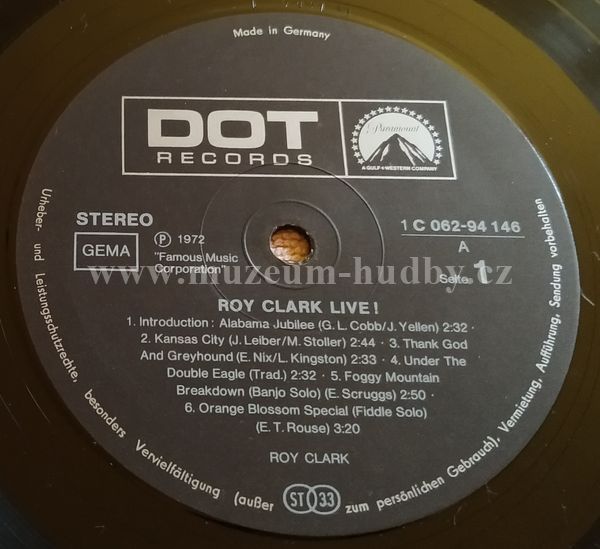 Made in Germany
DOT
RECORDS
Paramount
A GULF+WESTERN COMPANY
STEREO
GEMA
P 1972
"Famous Music
Corporation"
1 C 062-94 146
A
Seite 1
www.muzeum-hudby.cz
ROY CLARK LIVE!
1. Introduction: Alabama Jubilee (G. L. Cobb/J. Yellen) 2:32 ·
2. Kansas City (J. Leiber/M. Stoller) 2:44 · 3. Thank God
And Greyhound (E. Nix/L. Kingston) 2:33 · 4. Under The
Double Eagle (Trad.) 2:32 · 5. Foggy Mountain
Breakdown (Banjo Solo) (E. Scruggs) 2:50 ·
6. Orange Blossom Special (Fiddle Solo)
(E. T. Rouse) 3:20
ROY CLARK
Urheber- und Leistungsschutzrechte, besonders Vervielfältigung (außer zum persönlichen Gebrauch), Vermietung, Aufführung, Sendung vorbehalten
ST 33